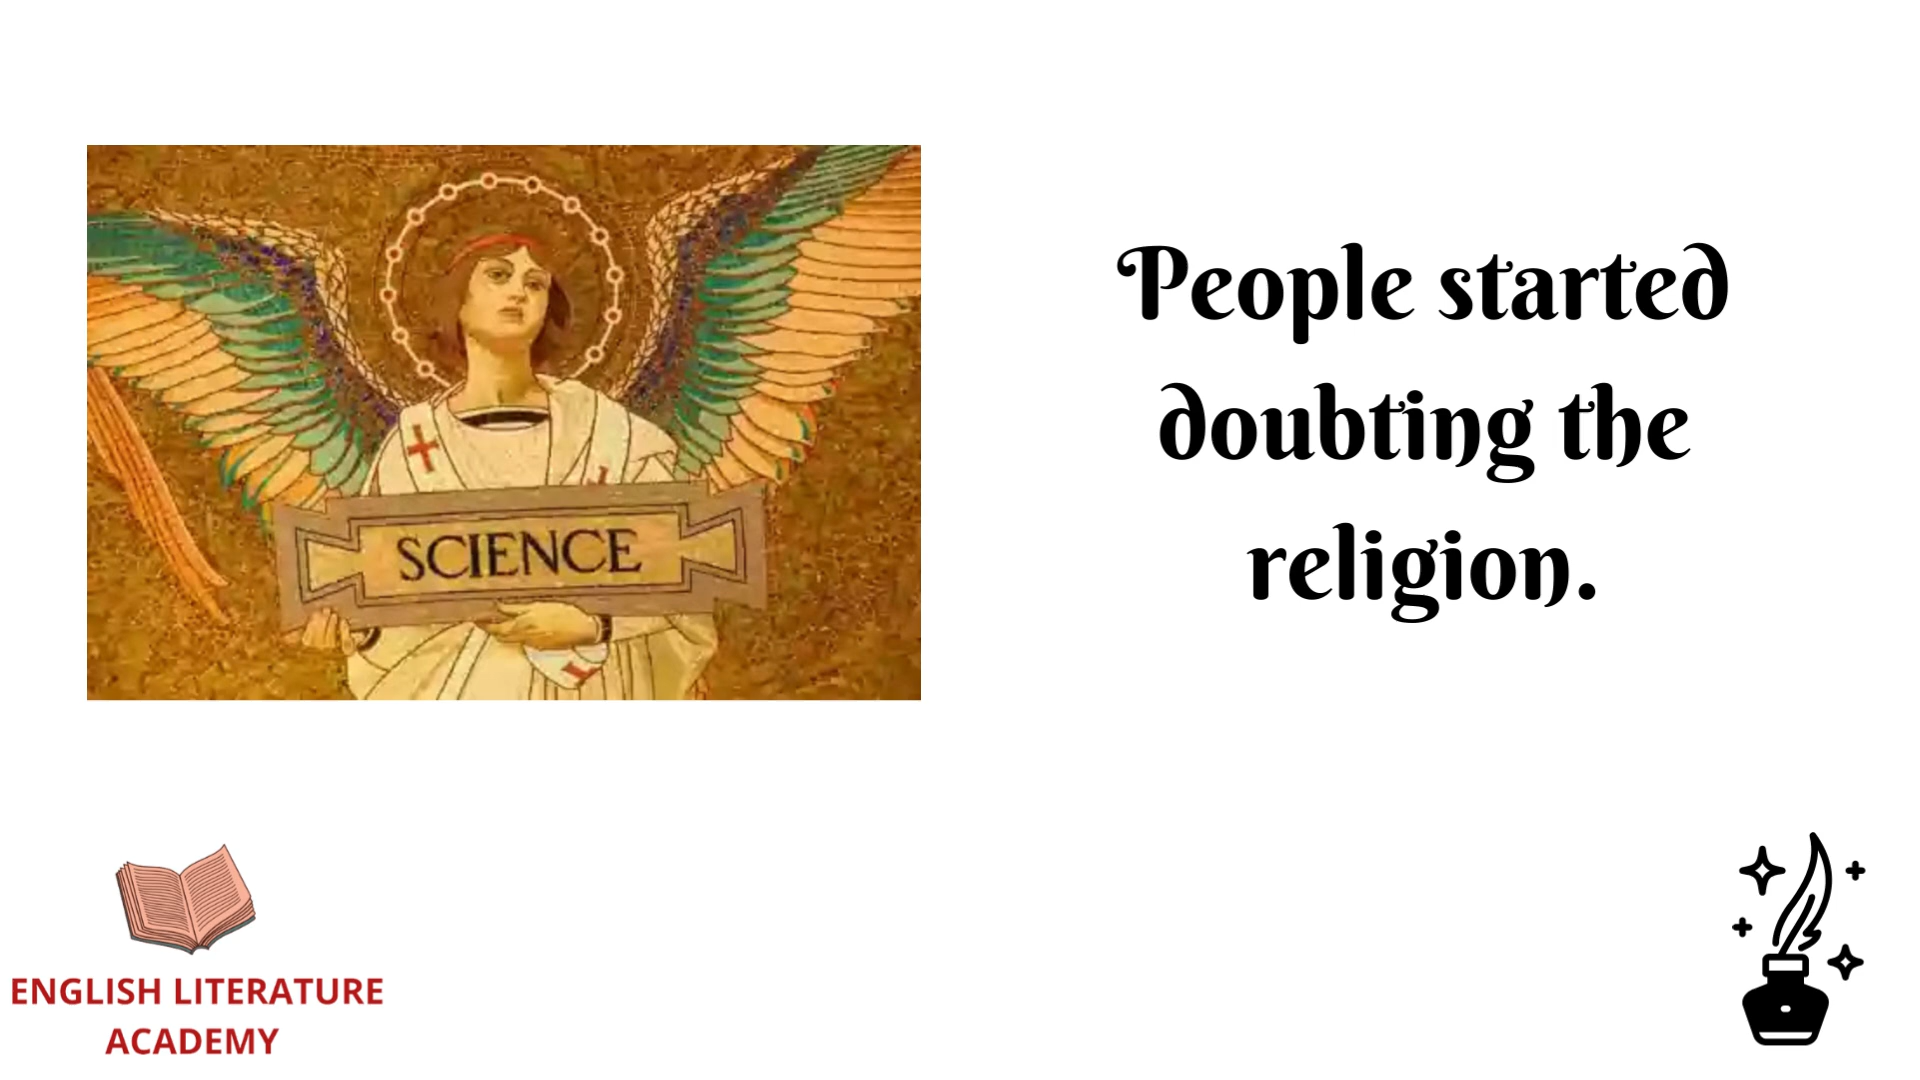 SCIENCE
People started
doubting the
religion.
ENGLISH LITERATURE
ACADEMY